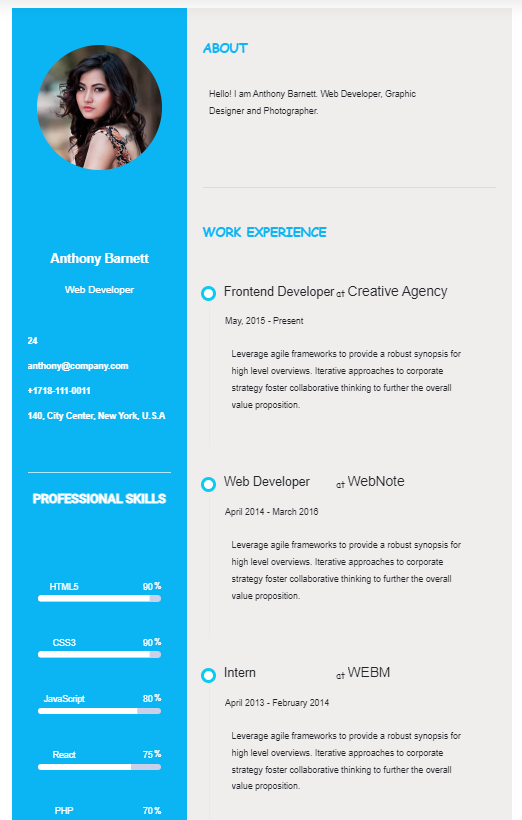 Anthony Barnett
Web Developer
24
anthony@company.com
+1718-111-0011
140, City Center, New York, U.S.A
PROFESSIONAL SKILLS
HTML5 90 %
CSS3 90 %
JavaScript 80 %
React 75 %
PHP 70 %
ABOUT
Hello! I am Anthony Barnett. Web Developer, Graphic
Designer and Photographer.
WORK EXPERIENCE
Frontend Developer at Creative Agency
May, 2015 - Present
Leverage agile frameworks to provide a robust synopsis for
high level overviews. Iterative approaches to corporate
strategy foster collaborative thinking to further the overall
value proposition.
Web Developer at WebNote
April 2014 - March 2016
Leverage agile frameworks to provide a robust synopsis for
high level overviews. Iterative approaches to corporate
strategy foster collaborative thinking to further the overall
value proposition.
Intern at WEBM
April 2013 - February 2014
Leverage agile frameworks to provide a robust synopsis for
high level overviews. Iterative approaches to corporate
strategy foster collaborative thinking to further the overall
value proposition.